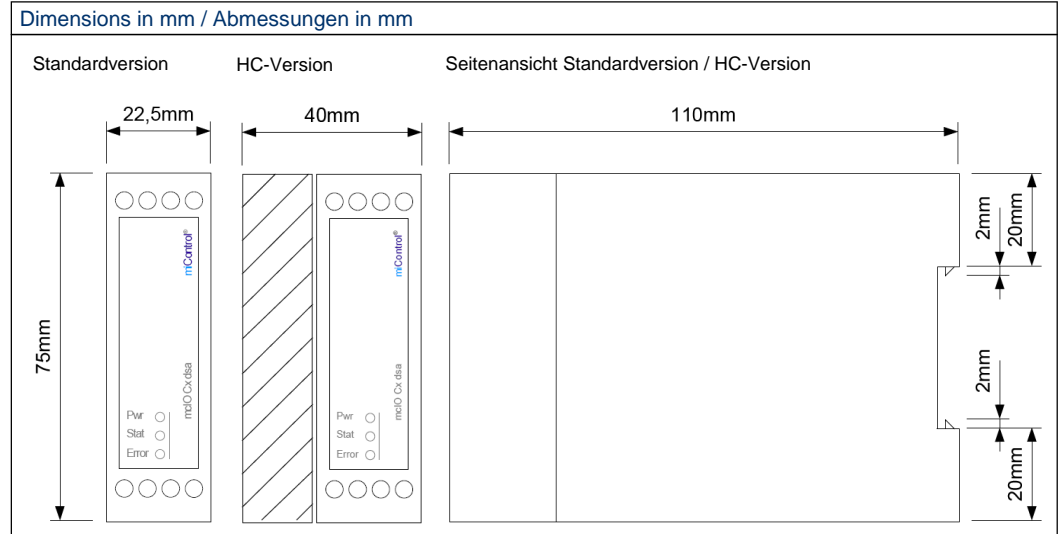 Dimensions in mm / Abmessungen in mm
Standardversion
HC-Version
Seitenansicht Standardversion / HC-Version
22,5mm
40mm
110mm
75mm
miControl®
mcIO Cx dsa
Pwr
Stat
Error
miControl®
mcIO Cx dsa
Pwr
Stat
Error
2mm
20mm
2mm
20mm